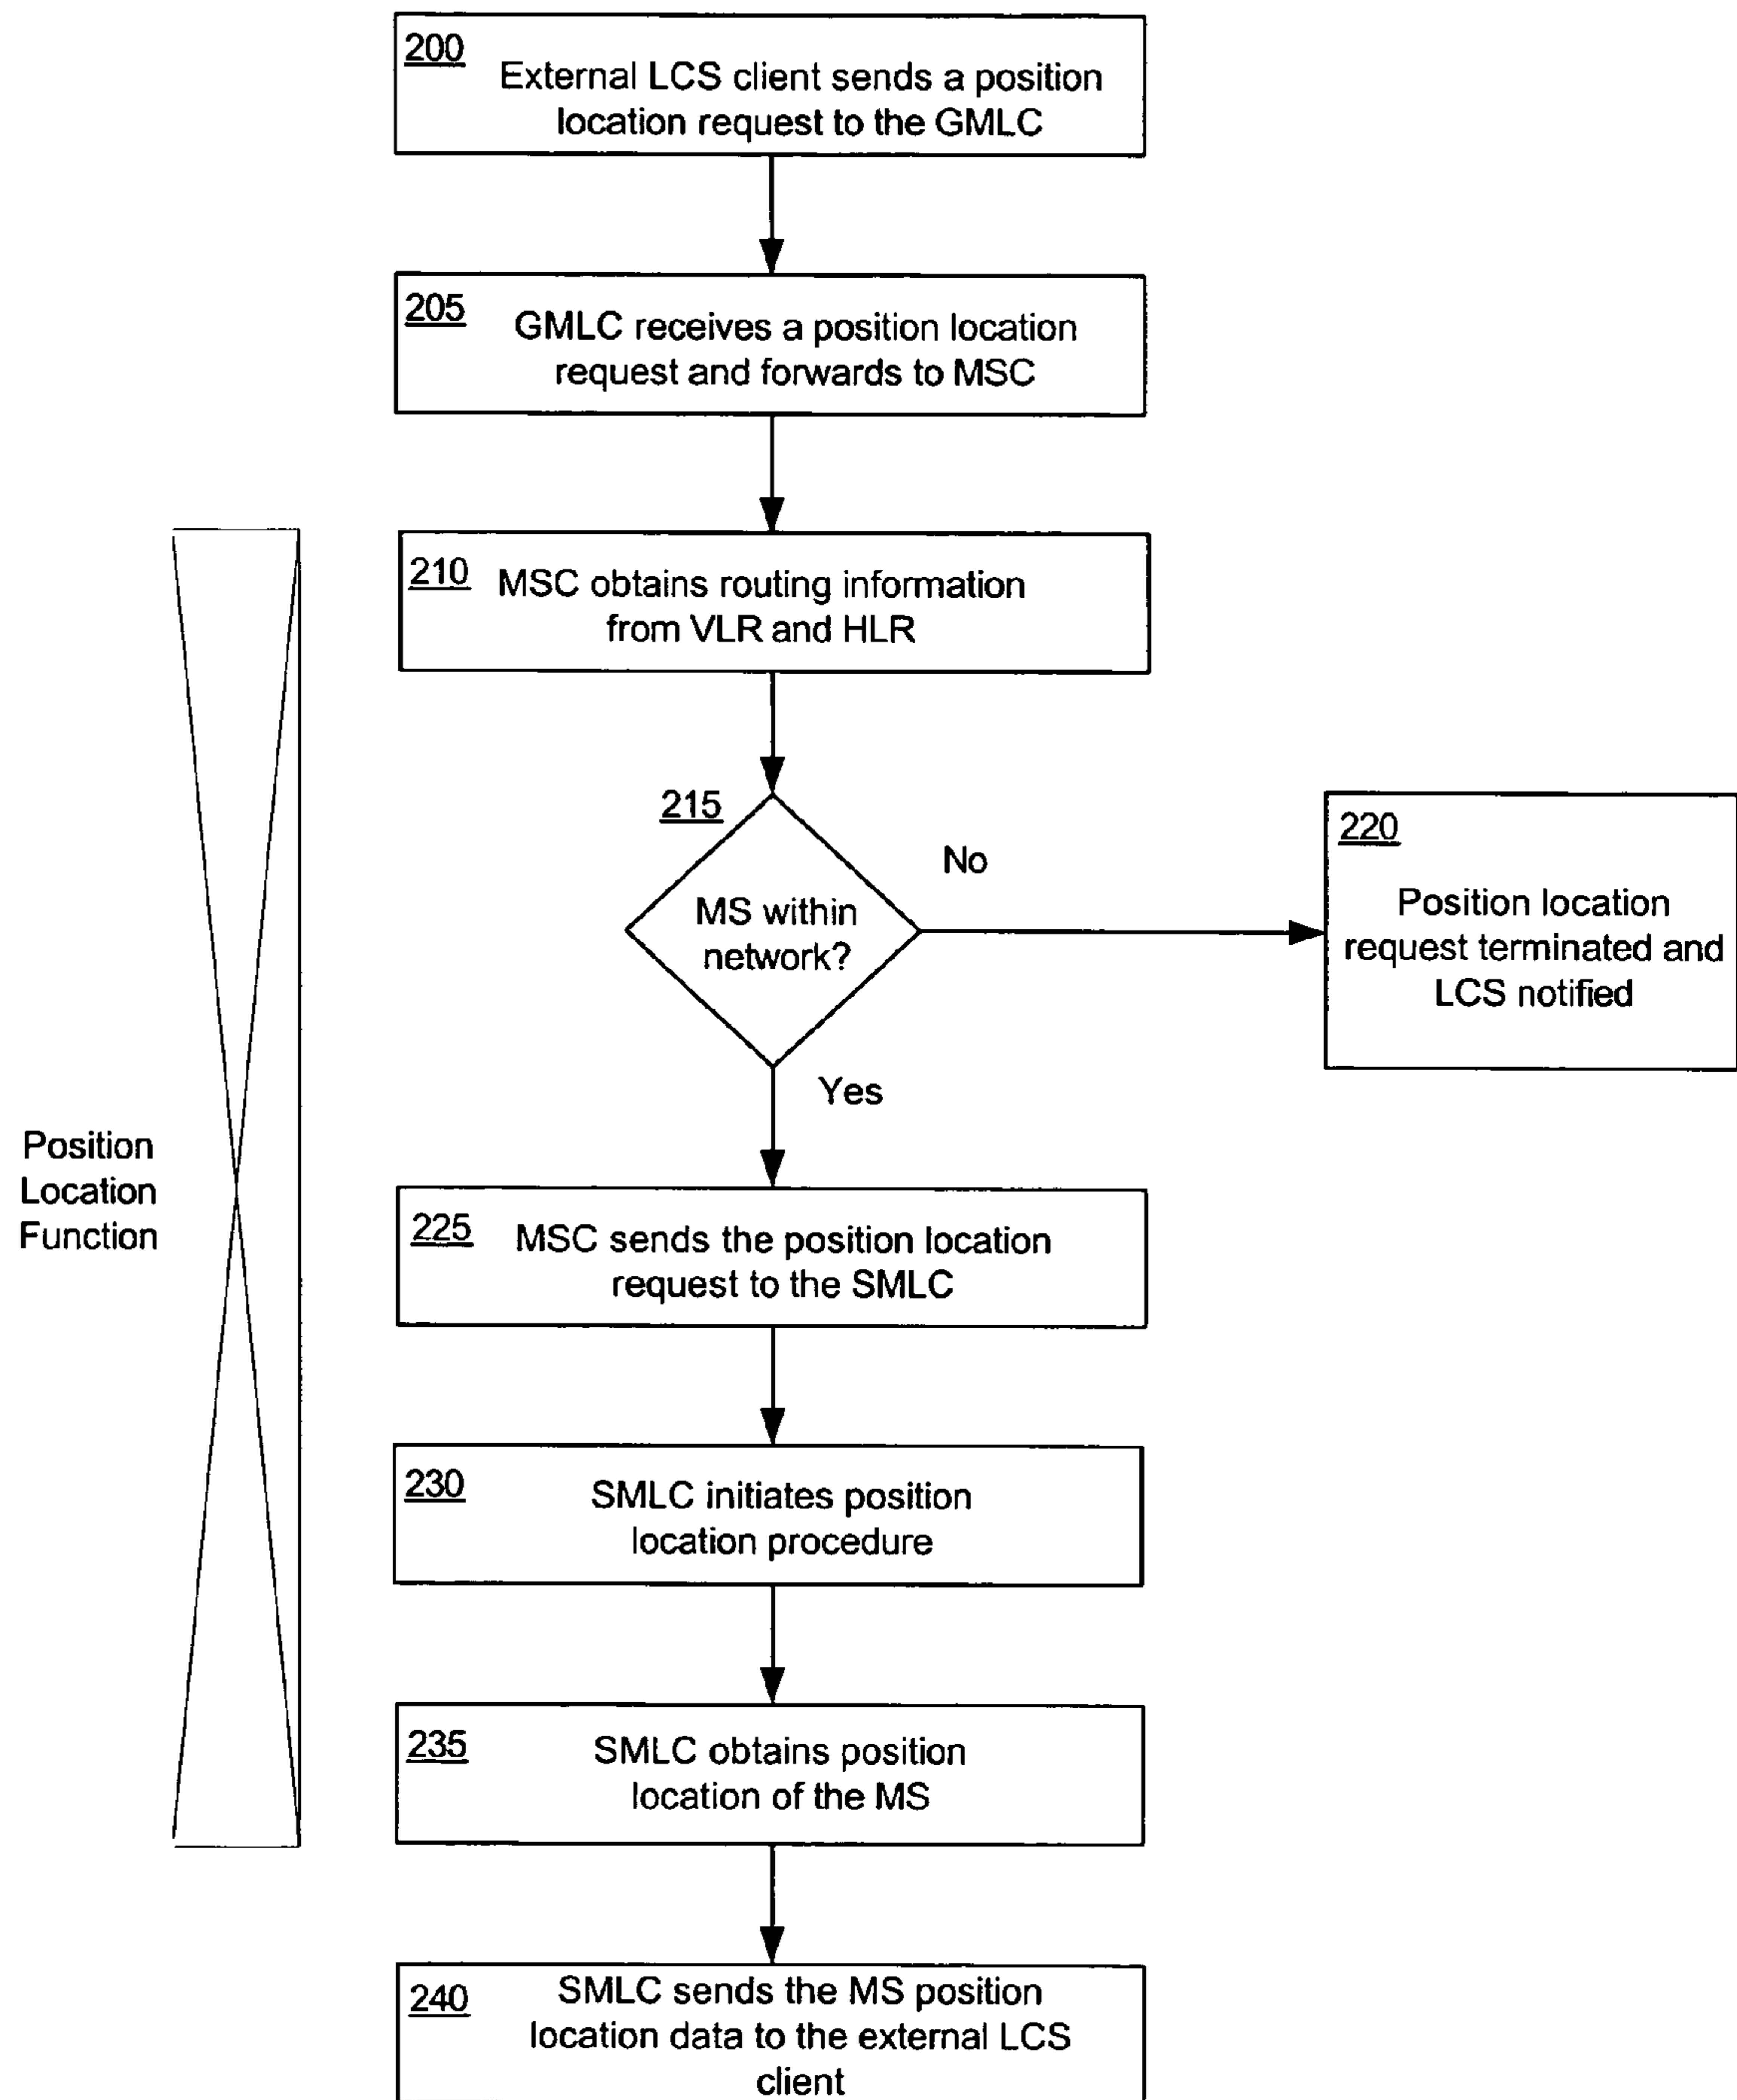 200
External LCS client sends a position
location request to the GMLC
205
GMLC receives a position location
request and forwards to MSC
210
MSC obtains routing information
from VLR and HLR
215
MS within
network?
No
220
Position location
request terminated and
LCS notified
Yes
Position
Location
Function
225
MSC sends the position location
request to the SMLC
230
SMLC initiates position
location procedure
235
SMLC obtains position
location of the MS
240
SMLC sends the MS position
location data to the external LCS
client